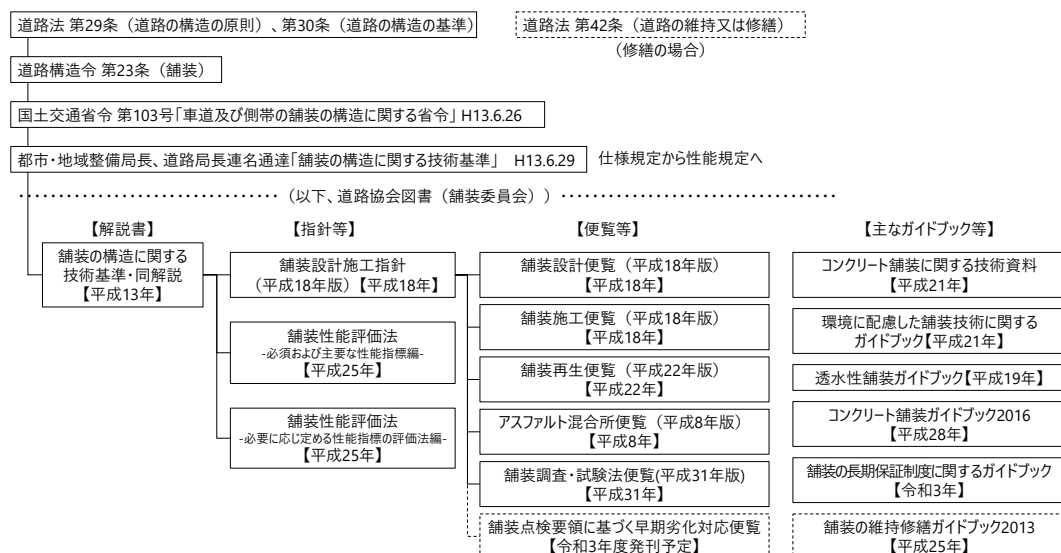 道路法 第29条（道路の構造の原則）、第30条（道路の構造の基準）
道路法 第42条（道路の維持又は修繕）
（修繕の場合）
道路構造令 第23条（舗装）
国土交通省令 第103号「車道及び側帯の舗装の構造に関する省令」 H13.6.26
都市・地域整備局長、道路局長連名通達「舗装の構造に関する技術基準」 H13.6.29
仕様規定から性能規定へ
（以下、道路協会図書（舗装委員会））
【解説書】
舗装の構造に関する
技術基準・同解説
【平成13年】
【指針等】
舗装設計施工指針
（平成18年版）【平成18年】
舗装性能評価法
-必須および主要な性能指標編-
【平成25年】
舗装性能評価法
-必要に応じ定める性能指標の評価法編-
【平成25年】
【便覧等】
舗装設計便覧（平成18年版）
【平成18年】
舗装施工便覧（平成18年版）
【平成18年】
舗装再生便覧（平成22年版）
【平成22年】
アスファルト混合所便覧（平成8年版）
【平成8年】
舗装調査・試験法便覧(平成31年版)
【平成31年】
舗装点検要領に基づく早期劣化対応便覧
【令和3年度発刊予定】
【主なガイドブック等】
コンクリート舗装に関する技術資料
【平成21年】
環境に配慮した舗装技術に関する
ガイドブック【平成21年】
透水性舗装ガイドブック【平成19年】
コンクリート舗装ガイドブック2016
【平成28年】
舗装の長期保証制度に関するガイドブック
【令和3年】
舗装の維持修繕ガイドブック2013
【平成25年】